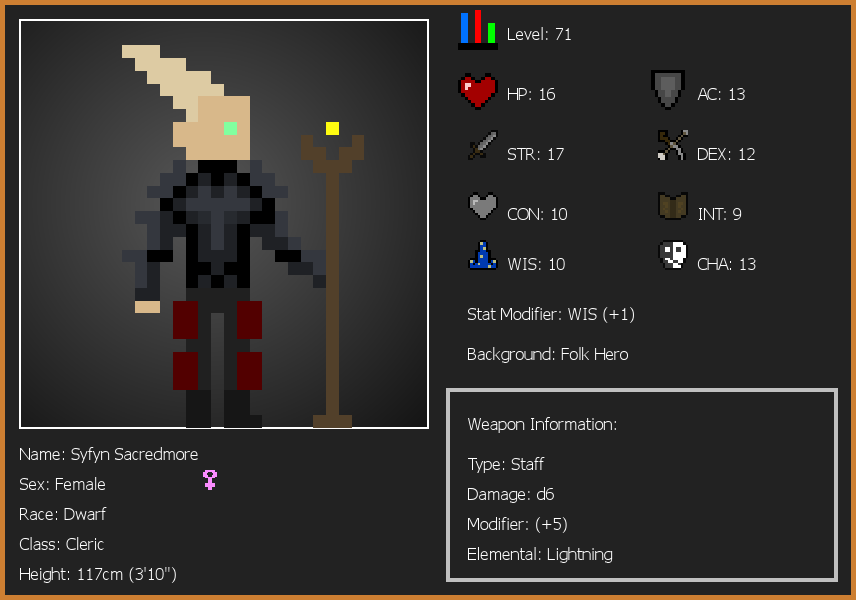 Level: 71
HP: 16
AC: 13
STR: 17
DEX: 12
CON: 10
INT: 9
WIS: 10
CHA: 13
Stat Modifier: WIS (+1)
Background: Folk Hero
Weapon Information:
Type: Staff
Damage: d6
Modifier: (+5)
Elemental: Lightning
Name: Syfyn Sacredmore
Sex: Female
Race: Dwarf
Class: Cleric
Height: 117cm (3'10")